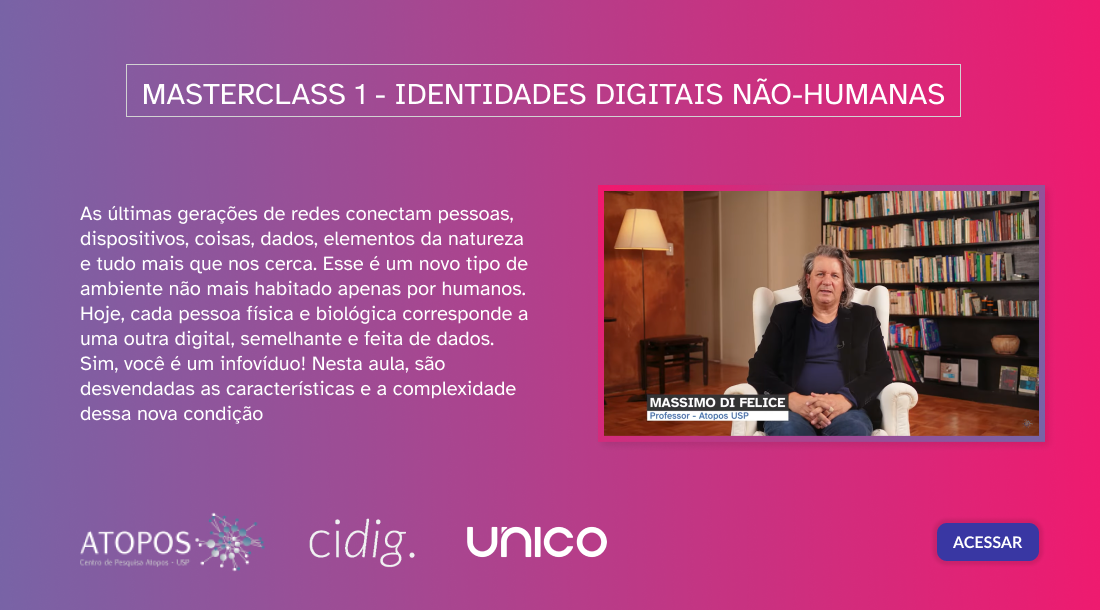 MASTERCLASS 1 - IDENTIDADES DIGITAIS NÃO-HUMANAS
As últimas gerações de redes conectam pessoas,
dispositivos, coisas, dados, elementos da natureza
e tudo mais que nos cerca. Esse é um novo tipo de
ambiente não mais habitado apenas por humanos.
Hoje, cada pessoa física e biológica corresponde a
uma outra digital, semelhante e feita de dados.
Sim, você é um infovíduo! Nesta aula, são
desvendadas as características e a complexidade
dessa nova condição
MASSIMO DI FELICE
Professor - Atopos USP
ATOPOS
Centro de Pesquisa Atopos - USP
cidig.
unico
ACESSAR